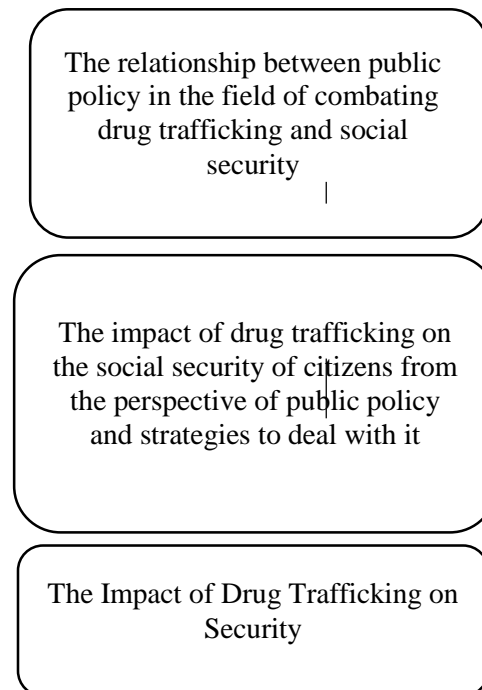 The relationship between public
policy in the field of combating
drug trafficking and social
security
The impact of drug trafficking on
the social security of citizens from
the perspective of public policy
and strategies to deal with it
The Impact of Drug Trafficking on
Security